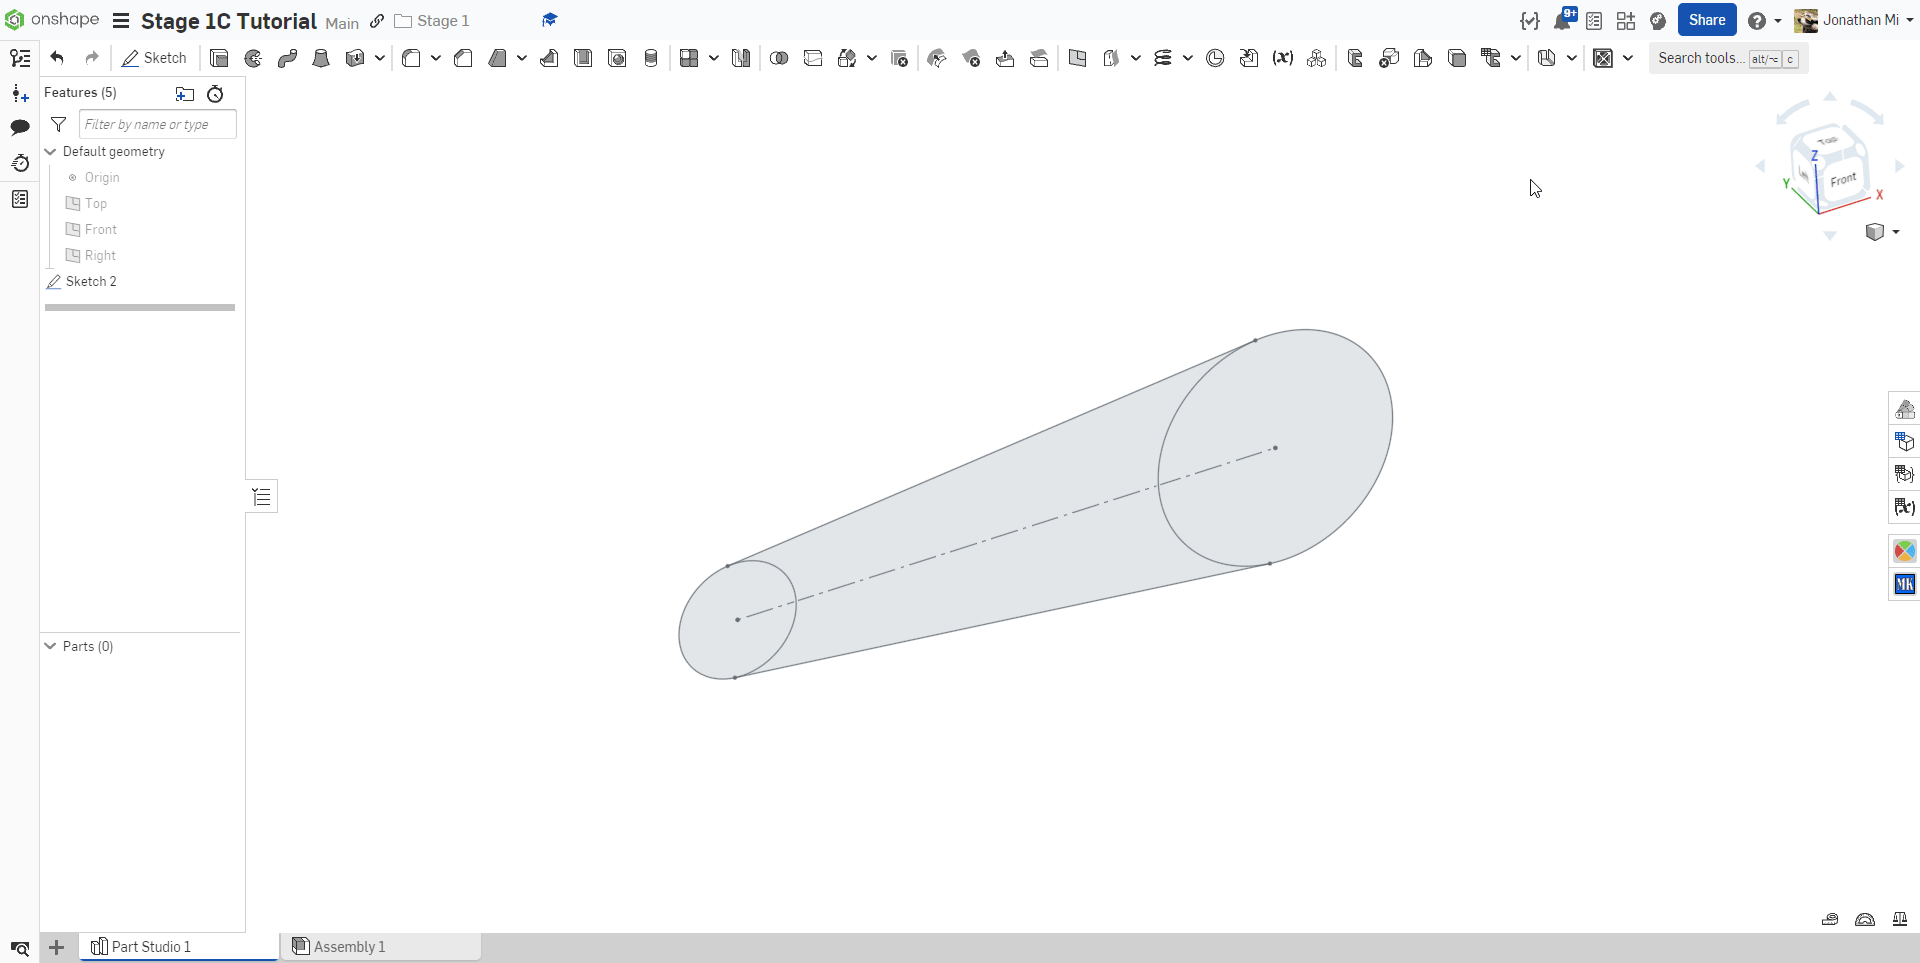 onshape Stage 1C Tutorial Main Stage 1 9+ Share Jonathan Mi
Sketch (x) Search tools... alt/⌥ c
Features (5)
Filter by name or type
Default geometry
Origin
Top
Front
Right
Sketch 2
Parts (0)
Top
Z
Front
Y
X
(x)
MK
Part Studio 1 Assembly 1